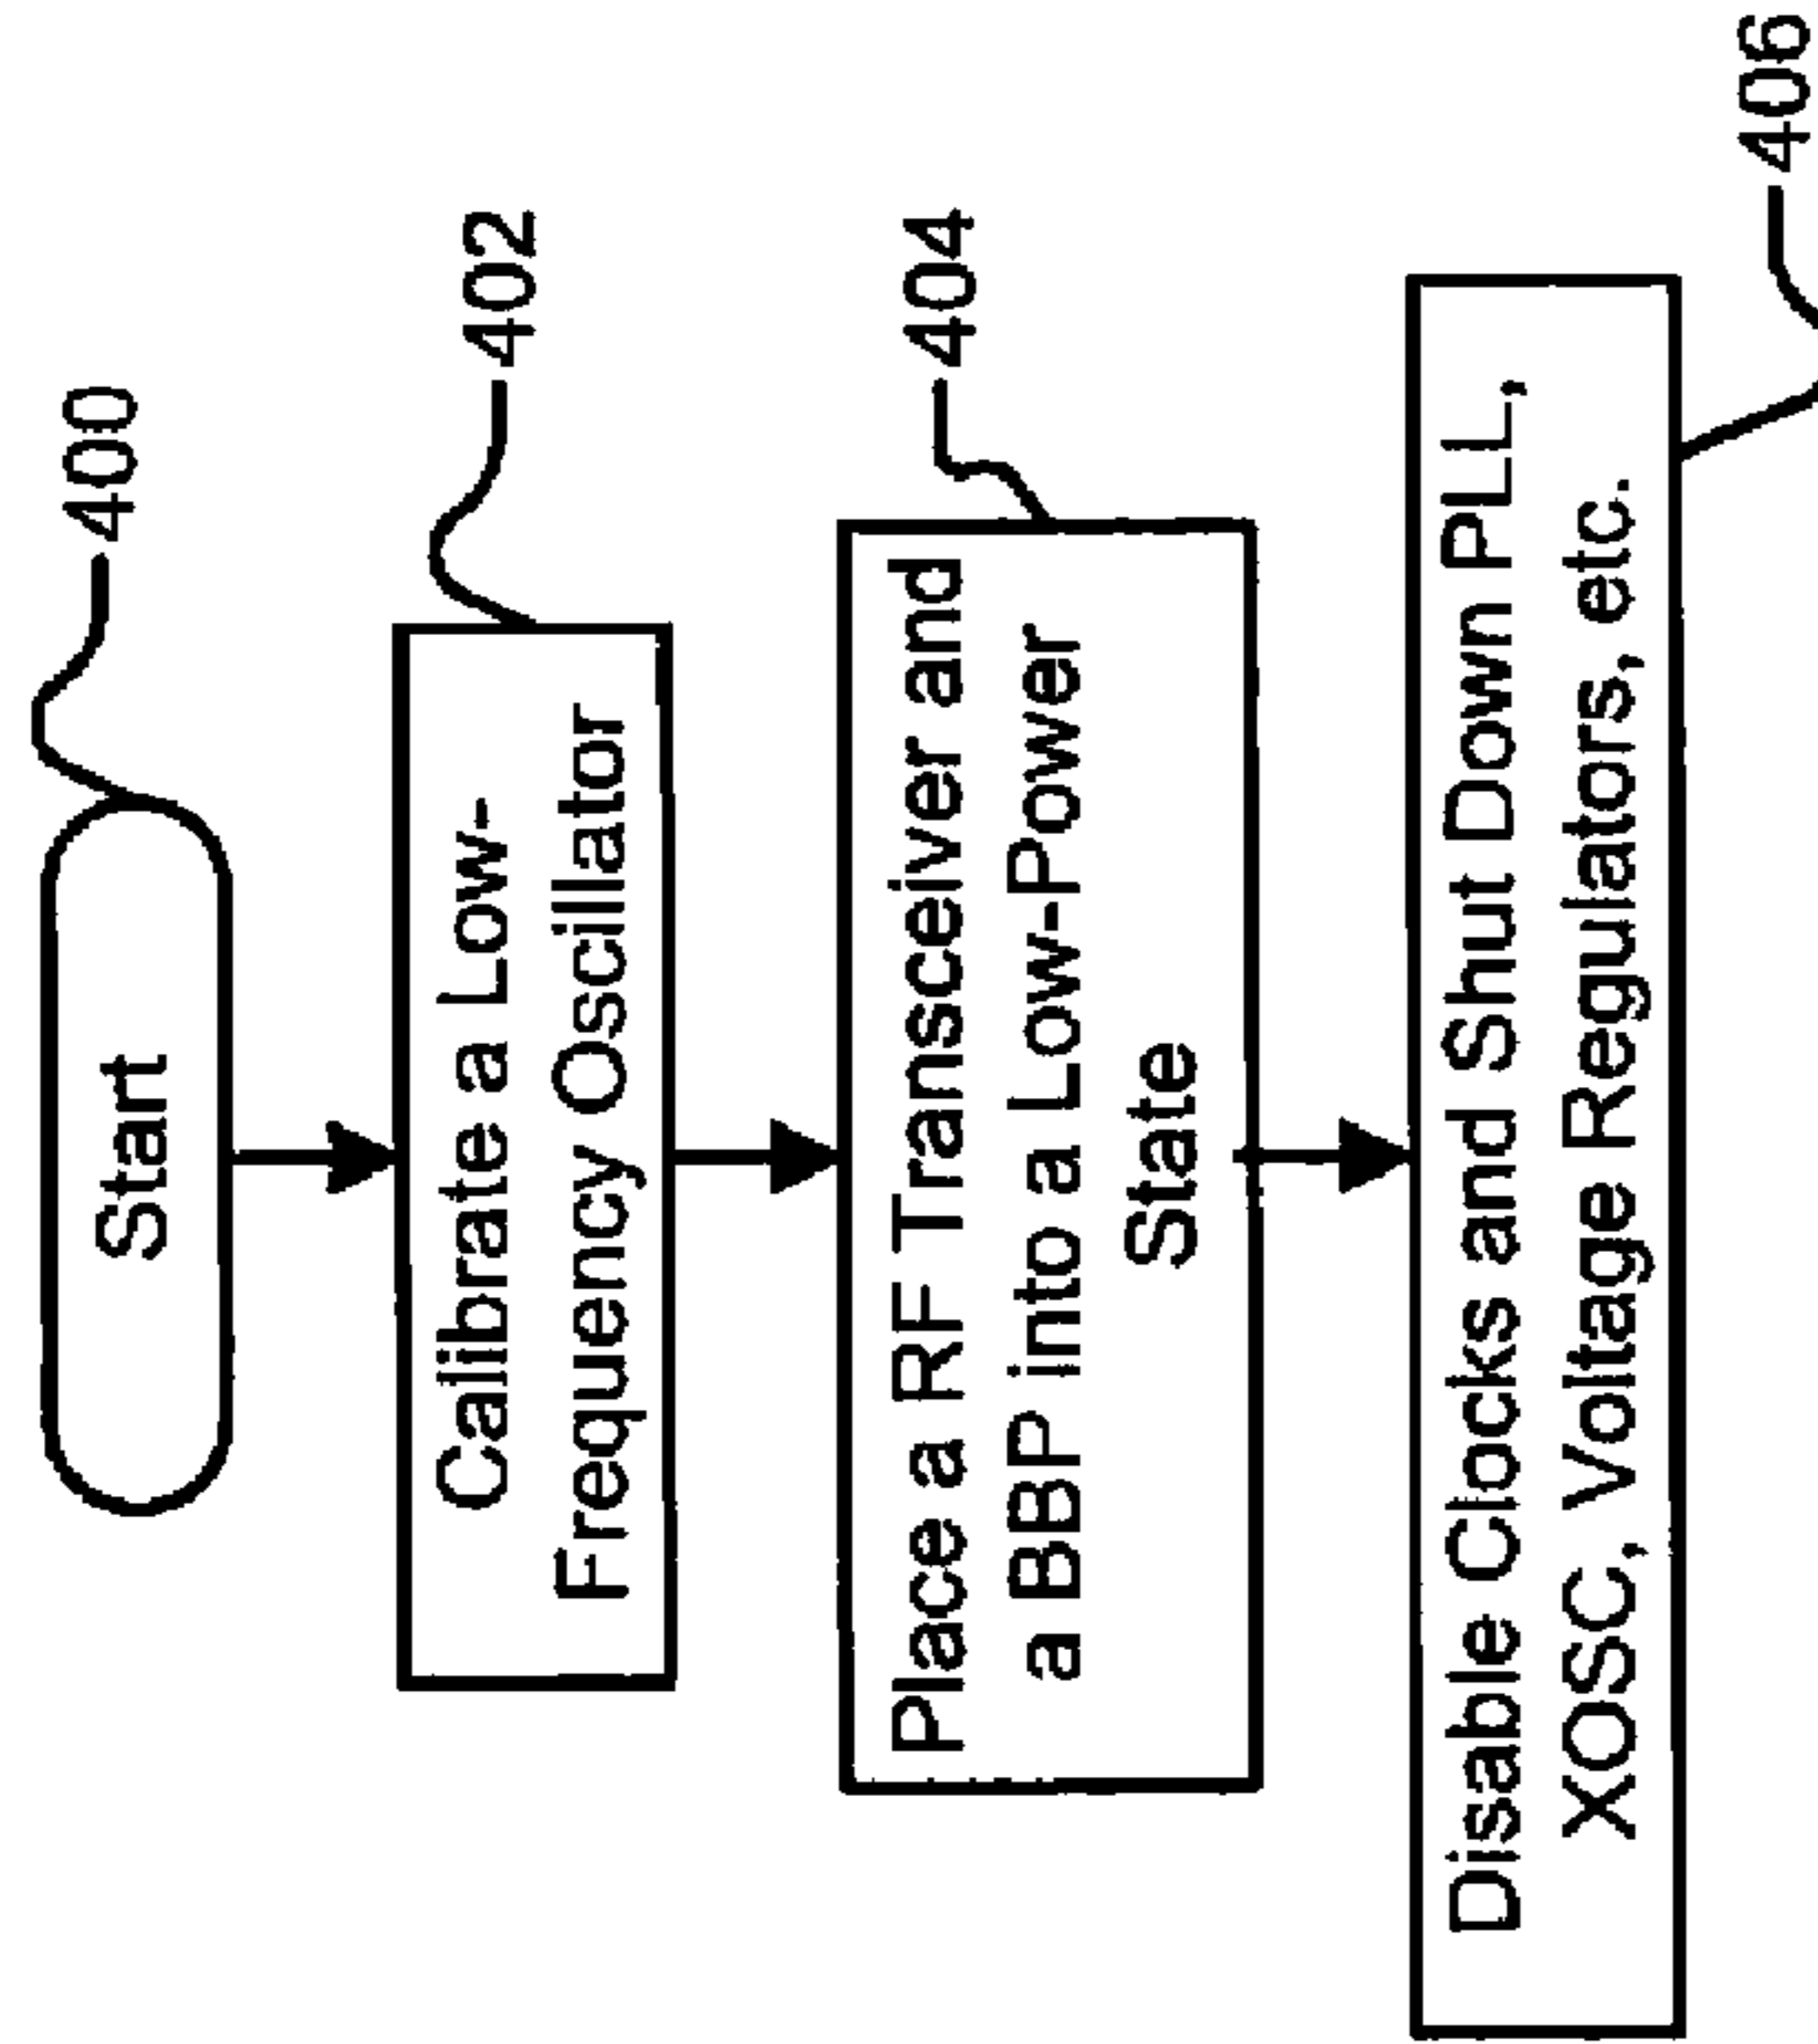 Start
400
Calibrate a Low-
Frequency Oscillator
402
Place a RF Transceiver and
a BBP into a Low-Power
State
404
Disable Clocks and Shut Down PLL,
XOSC, Voltage Regulators, etc.
406